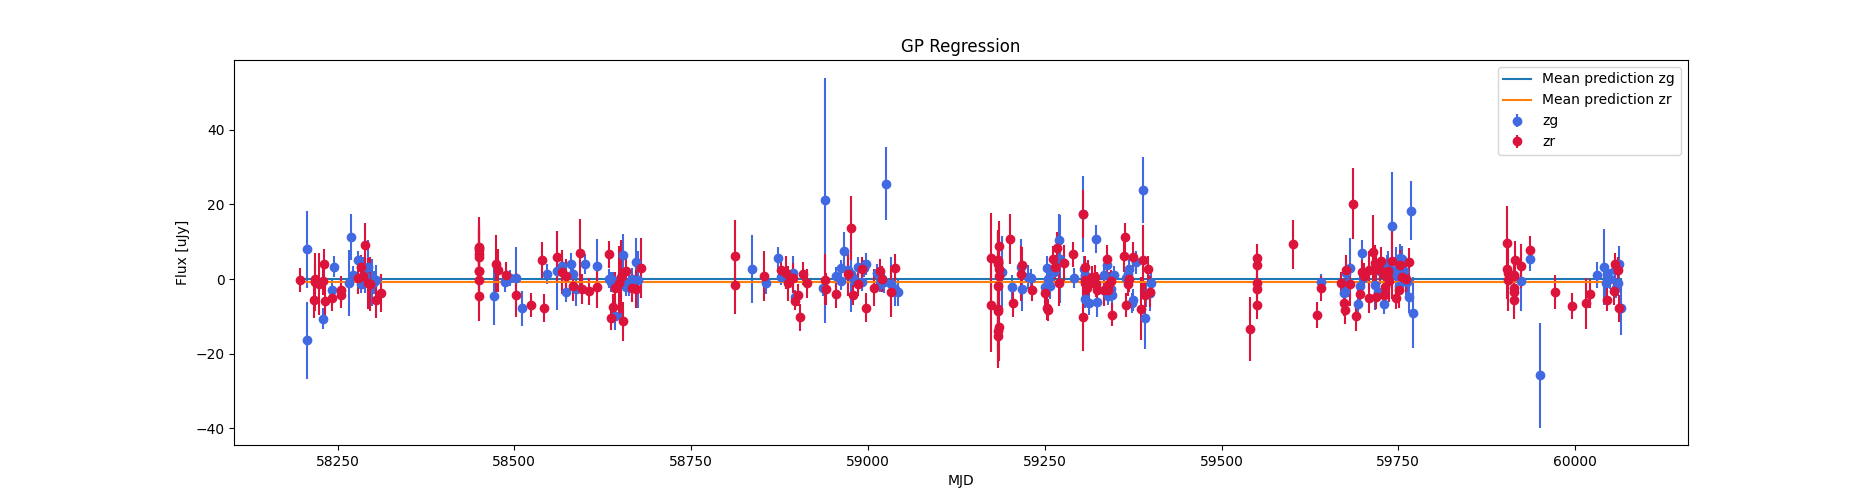 GP Regression
Flux [uJy]
40
20
0
−20
−40
58250
58500
58750
59000
59250
59500
59750
60000
MJD
Mean prediction zg
Mean prediction zr
zg
zr